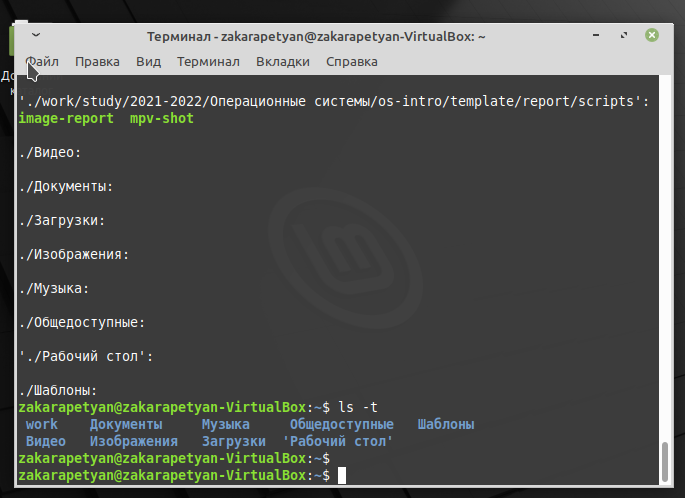 Терминал - zakarapetyan@zakarapetyan-VirtualBox: ~
Файл Правка Вид Терминал Вкладки Справка
'./work/study/2021-2022/Операционные системы/os-intro/template/report/scripts':
image-report mpv-shot
./Видео:
./Документы:
./Загрузки:
./Изображения:
./Музыка:
./Общедоступные:
'./Рабочий стол':
./Шаблоны:
zakarapetyan@zakarapetyan-VirtualBox:~$ ls -t
work Документы Музыка Общедоступные Шаблоны
Видео Изображения Загрузки 'Рабочий стол'
zakarapetyan@zakarapetyan-VirtualBox:~$
zakarapetyan@zakarapetyan-VirtualBox:~$